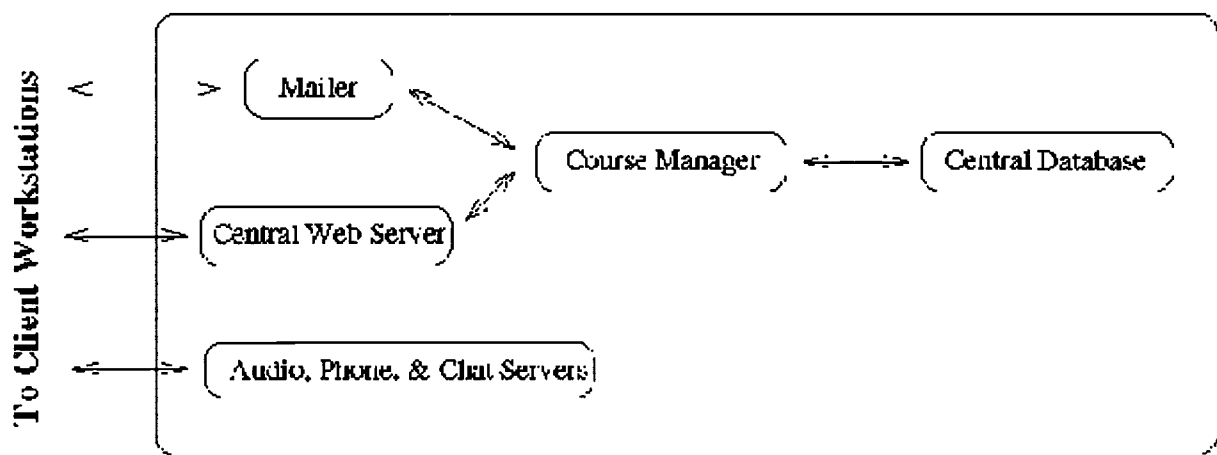 To Client Workstations
Mailer
Course Manager
Central Database
Central Web Server
Audio, Phone, & Chat Servers